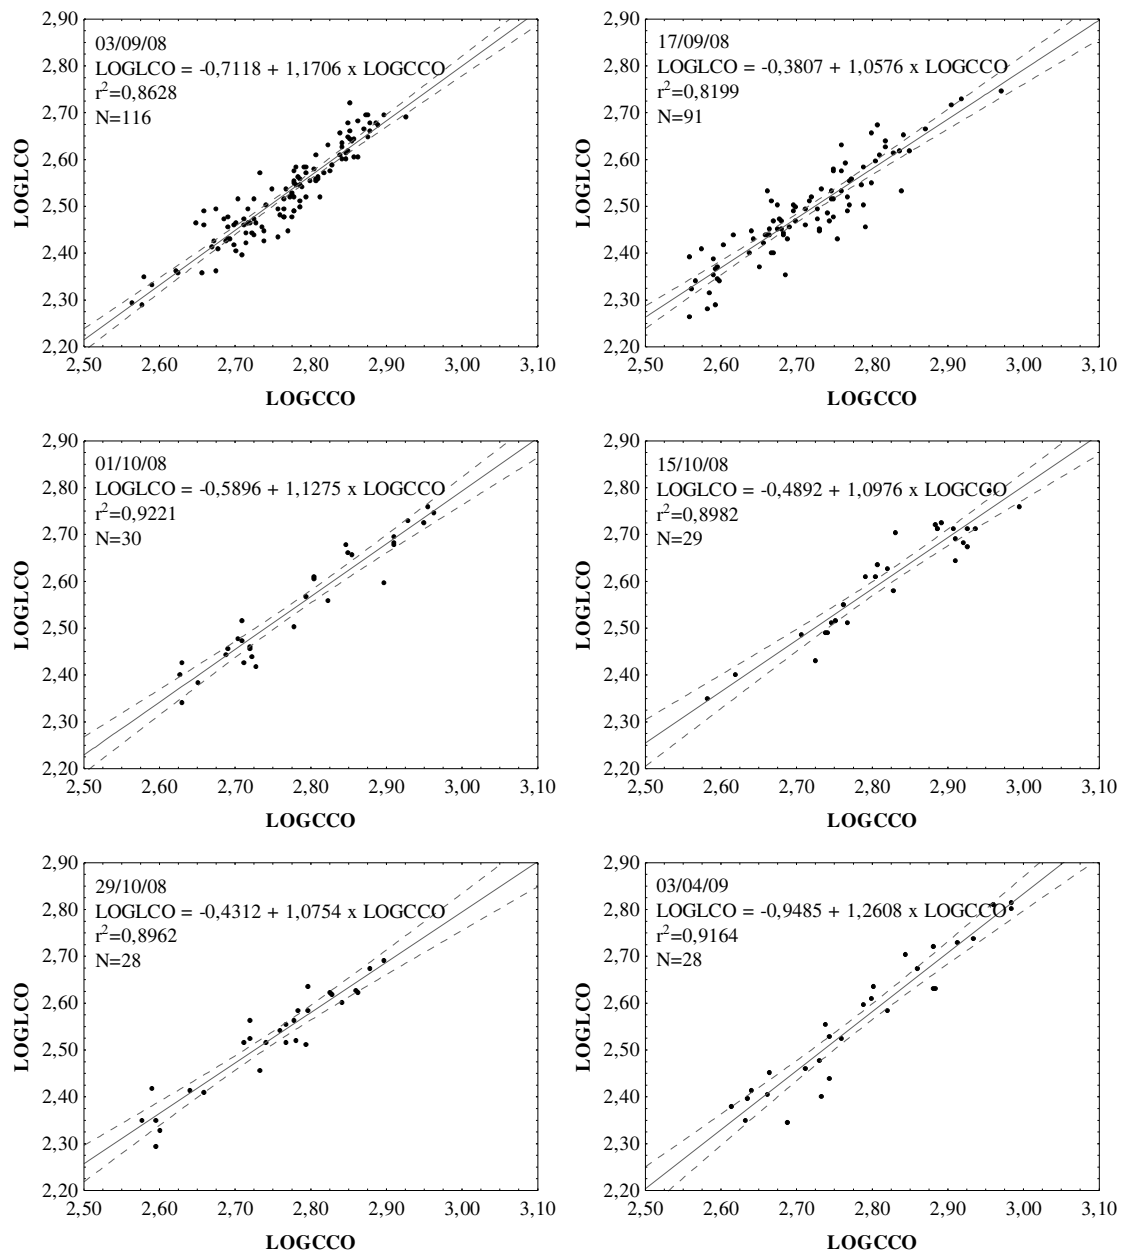 03/09/08
LOGLCO = -0,7118 + 1,1706 x LOGCCO
r²=0,8628
N=116
2,90
2,80
2,70
2,60
2,50
2,40
2,30
2,20
LOGLCO
2,50 2,60 2,70 2,80 2,90 3,00 3,10
LOGCCO
17/09/08
LOGLCO = -0,3807 + 1,0576 x LOGCCO
r²=0,8199
N=91
2,90
2,80
2,70
2,60
2,50
2,40
2,30
2,20
LOGLCO
2,50 2,60 2,70 2,80 2,90 3,00 3,10
LOGCCO
01/10/08
LOGLCO = -0,5896 + 1,1275 x LOGCCO
r²=0,9221
N=30
2,90
2,80
2,70
2,60
2,50
2,40
2,30
2,20
LOGLCO
2,50 2,60 2,70 2,80 2,90 3,00 3,10
LOGCCO
15/10/08
LOGLCO = -0,4892 + 1,0976 x LOGCCO
r²=0,8982
N=29
2,90
2,80
2,70
2,60
2,50
2,40
2,30
2,20
LOGLCO
2,50 2,60 2,70 2,80 2,90 3,00 3,10
LOGCCO
29/10/08
LOGLCO = -0,4312 + 1,0754 x LOGCCO
r²=0,8962
N=28
2,90
2,80
2,70
2,60
2,50
2,40
2,30
2,20
LOGLCO
2,50 2,60 2,70 2,80 2,90 3,00 3,10
LOGCCO
03/04/09
LOGLCO = -0,9485 + 1,2608 x LOGCCO
r²=0,9164
N=28
2,90
2,80
2,70
2,60
2,50
2,40
2,30
2,20
LOGLCO
2,50 2,60 2,70 2,80 2,90 3,00 3,10
LOGCCO